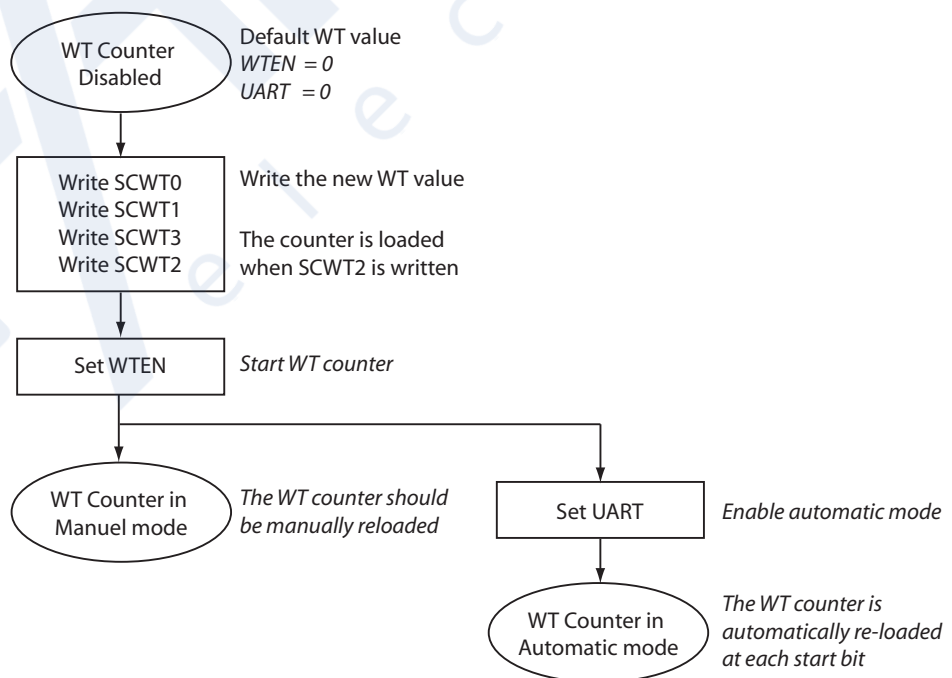 WT Counter
Disabled
Default WT value
WTEN = 0
UART = 0
Write SCWT0
Write SCWT1
Write SCWT3
Write SCWT2
Write the new WT value
The counter is loaded
when SCWT2 is written
Set WTEN
Start WT counter
WT Counter in
Manuel mode
The WT counter should
be manually reloaded
Set UART
Enable automatic mode
WT Counter in
Automatic mode
The WT counter is
automatically re-loaded
at each start bit